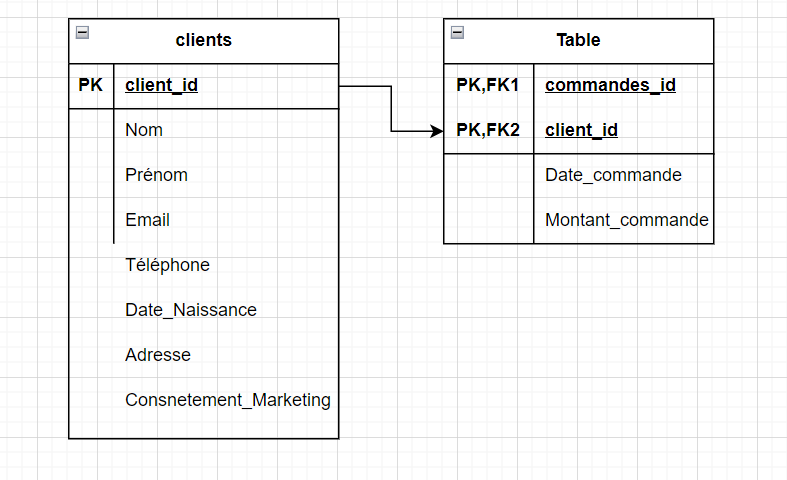 clients
PK client_id
Nom
Prénom
Email
Téléphone
Date_Naissance
Adresse
Consnetement_Marketing
Table
PK,FK1 commandes_id
PK,FK2 client_id
Date_commande
Montant_commande